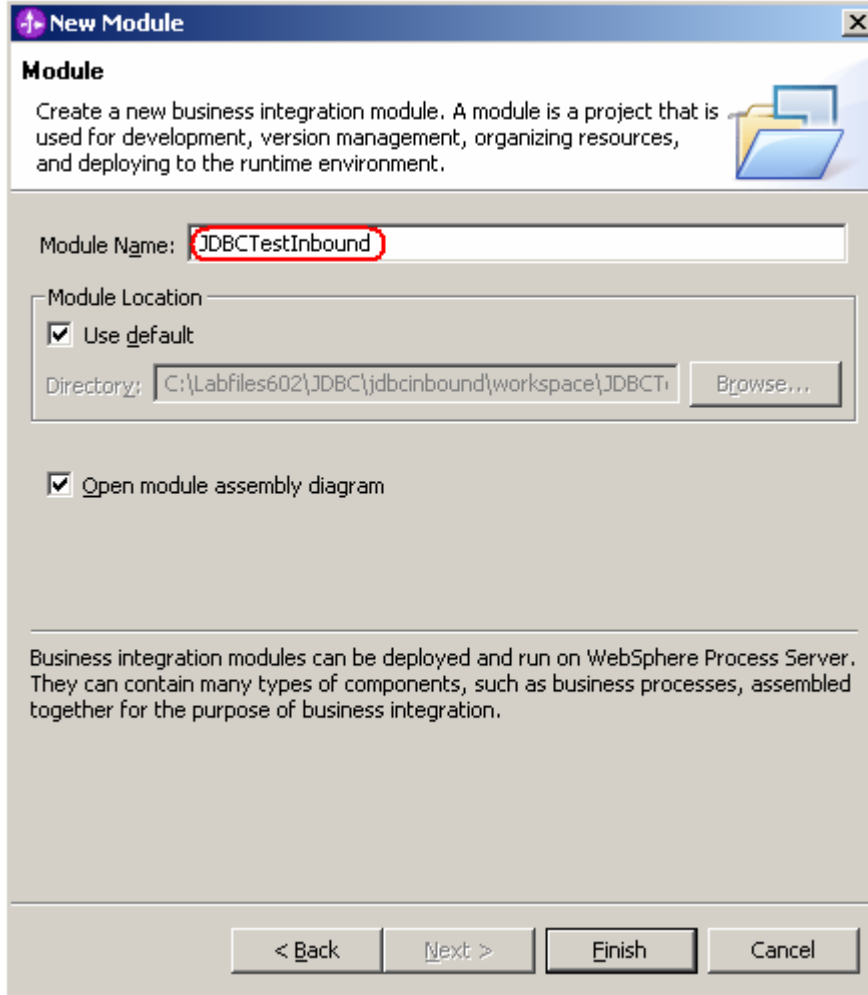 New Module
Module
Create a new business integration module. A module is a project that is
used for development, version management, organizing resources,
and deploying to the runtime environment.
Module Name: JDBCTestInbound
Module Location
Use default
Directory: C:\Labfiles602\JDBC\jdbcinbound\workspace\JDBCT Browse...
Open module assembly diagram
Business integration modules can be deployed and run on WebSphere Process Server.
They can contain many types of components, such as business processes, assembled
together for the purpose of business integration.
< Back Next > Finish Cancel